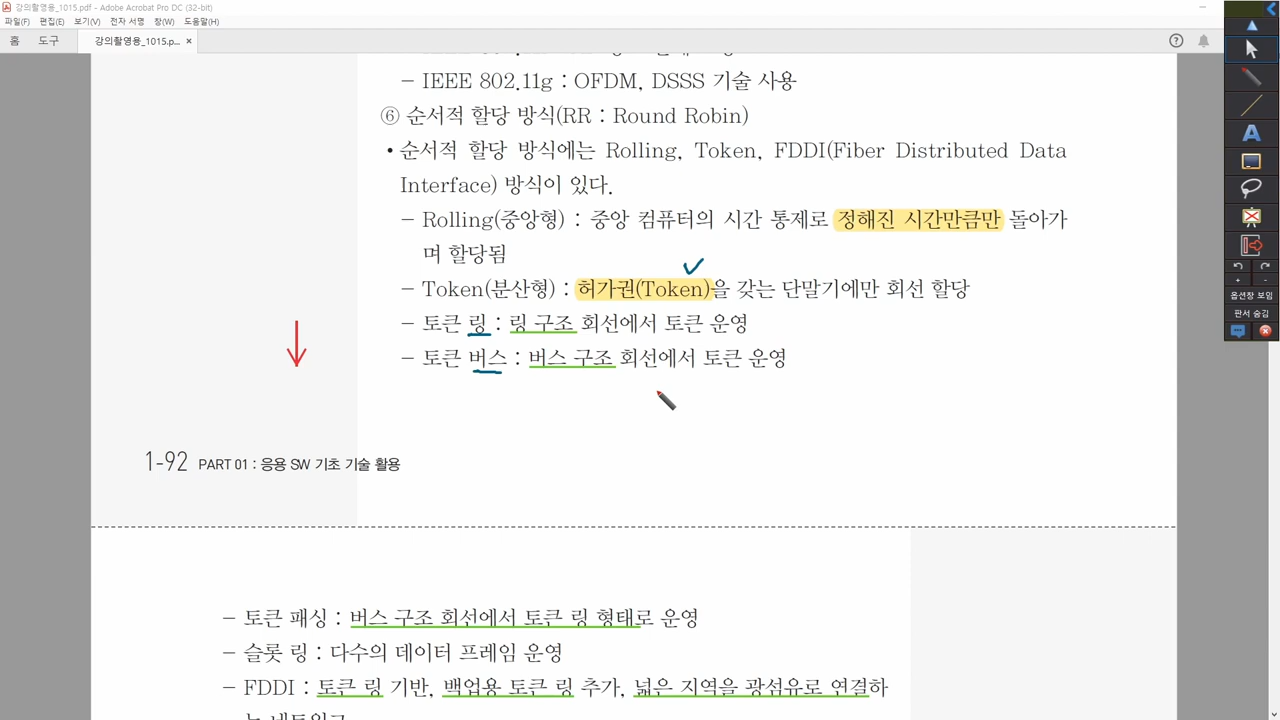 강의촬영용_1015.pdf - Adobe Acrobat Pro DC (32-bit)
파일(F) 편집(E) 보기(V) 전자 서명 창(W) 도움말(H)
홈 도구 강의촬영용_1015.p... ×
– IEEE 802.11g : OFDM, DSSS 기술 사용
⑥ 순서적 할당 방식(RR : Round Robin)
• 순서적 할당 방식에는 Rolling, Token, FDDI(Fiber Distributed Data
Interface) 방식이 있다.
– Rolling(중앙형) : 중앙 컴퓨터의 시간 통제로 정해진 시간만큼만 돌아가
며 할당됨
– Token(분산형) : 허가권(Token)을 갖는 단말기에만 회선 할당
– 토큰 링 : 링 구조 회선에서 토큰 운영
– 토큰 버스 : 버스 구조 회선에서 토큰 운영
1-92 PART 01 : 응용 SW 기초 기술 활용
– 토큰 패싱 : 버스 구조 회선에서 토큰 링 형태로 운영
– 슬롯 링 : 다수의 데이터 프레임 운영
– FDDI : 토큰 링 기반, 백업용 토큰 링 추가, 넓은 지역을 광섬유로 연결하
A
옵션장 보임
판서 숨김